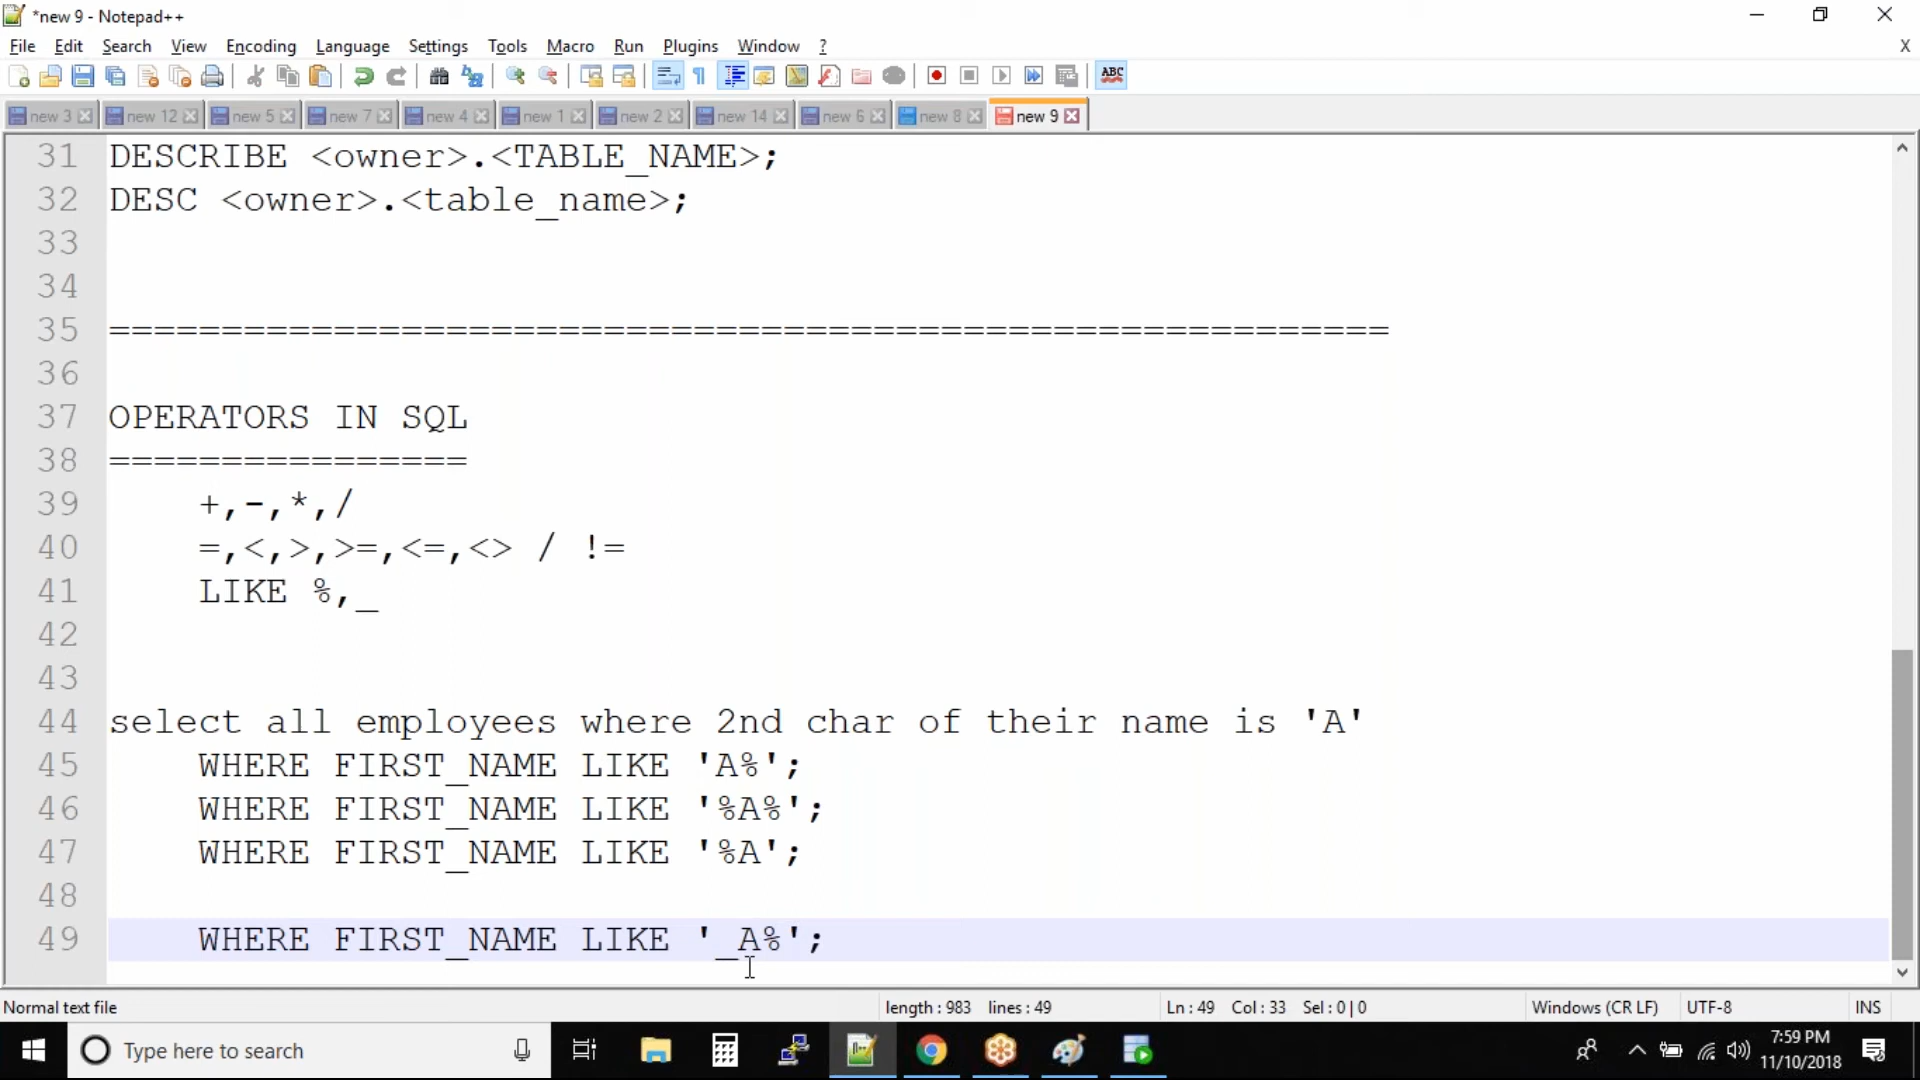 *new 9 - Notepad++
File Edit Search View Encoding Language Settings Tools Macro Run Plugins Window ? X
ABC
new 3 new 12 new 5 new 7 new 4 new 1 new 2 new 14 new 6 new 8 new 9
31 DESCRIBE <owner>.<TABLE_NAME>;
32 DESC <owner>.<table_name>;
33
34
35 =========================================================
36
37 OPERATORS IN SQL
38 ================
39 +,-,*,/
40 =,<,>,>=,<=,<> / !=
41 LIKE %,_
42
43
44 select all employees where 2nd char of their name is 'A'
45 WHERE FIRST_NAME LIKE 'A%';
46 WHERE FIRST_NAME LIKE '%A%';
47 WHERE FIRST_NAME LIKE '%A';
48
49 WHERE FIRST_NAME LIKE '_A%';
Normal text file length : 983 lines : 49 Ln : 49 Col : 33 Sel : 0 | 0 Windows (CR LF) UTF-8 INS
Type here to search
7:59 PM
11/10/2018